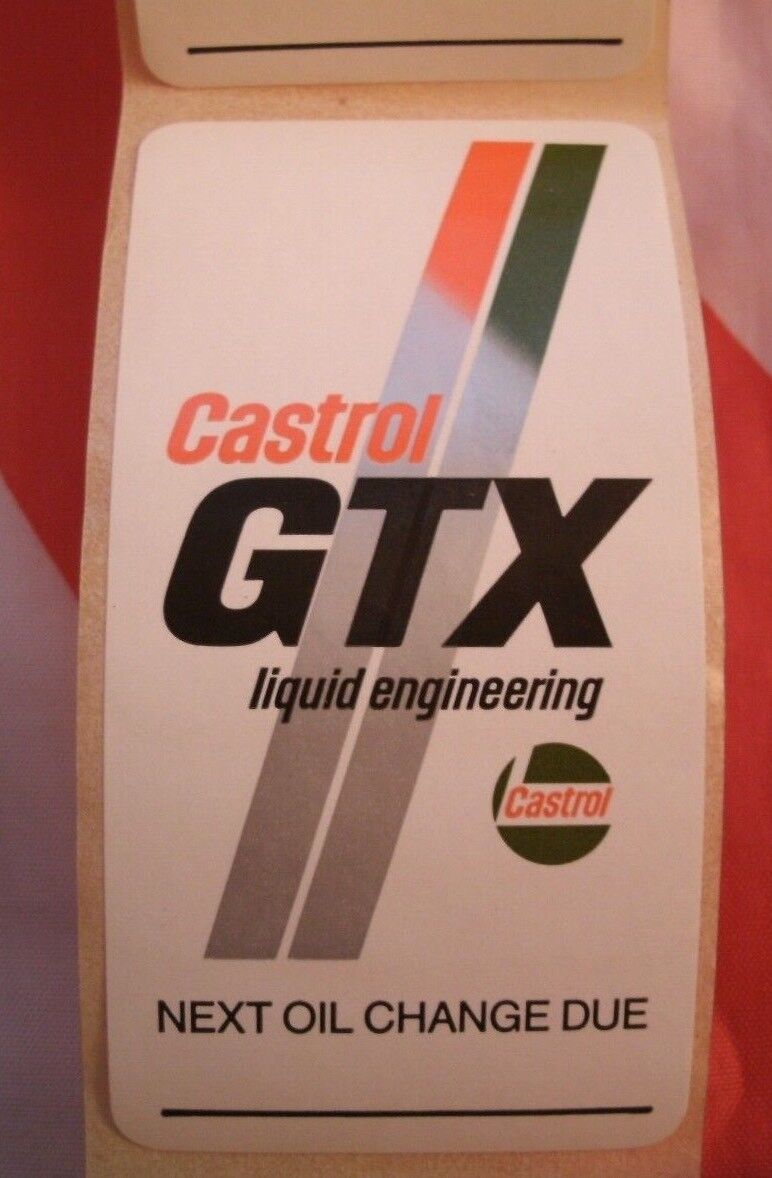 Castrol
GTX
liquid engineering
Castrol
NEXT OIL CHANGE DUE